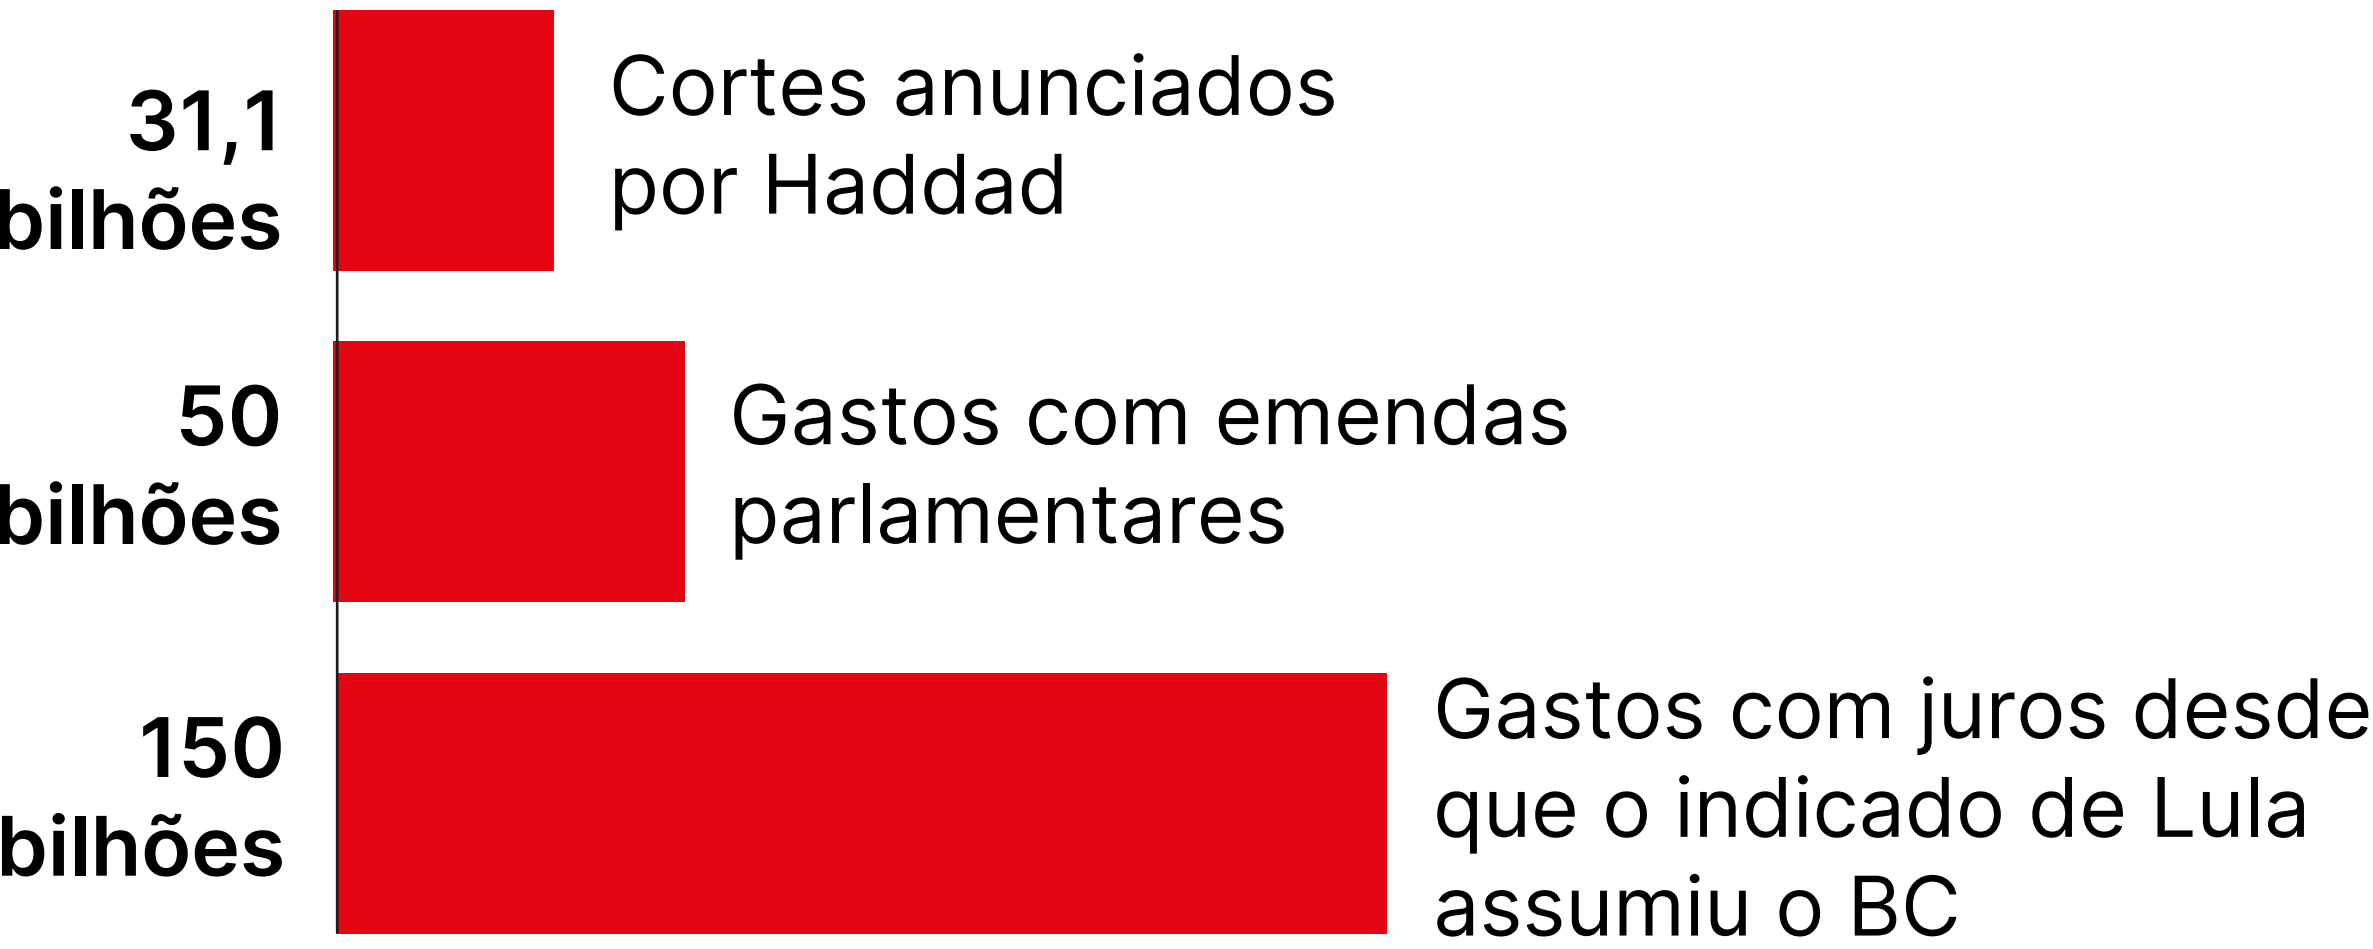 31,1
bilhões
Cortes anunciados
por Haddad
50
bilhões
Gastos com emendas
parlamentares
150
bilhões
Gastos com juros desde
que o indicado de Lula
assumiu o BC